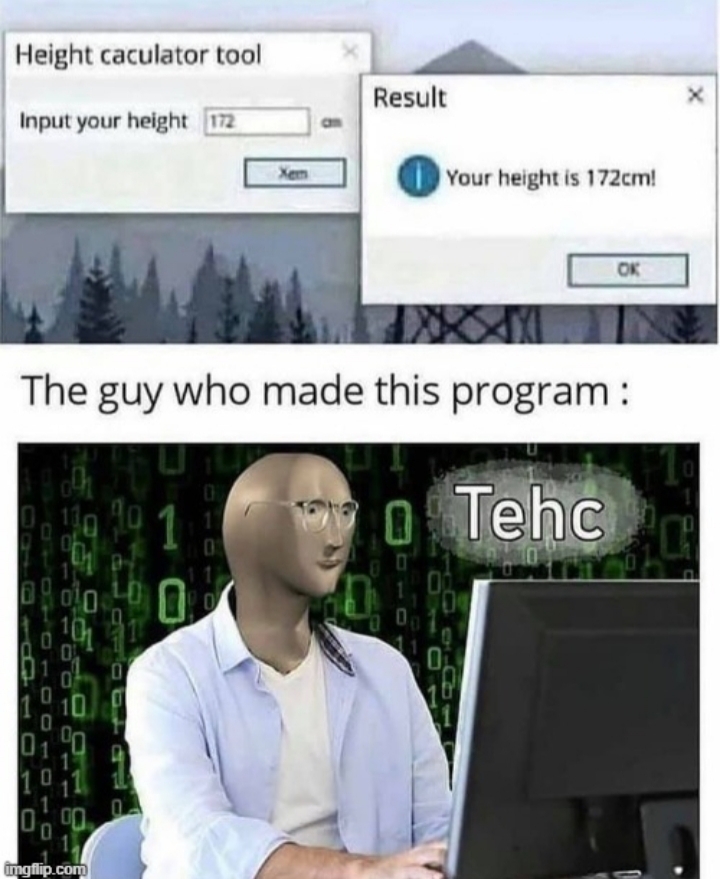 Height caculator tool
Input your height 172 cm
Xem
Result
Your height is 172cm!
OK
The guy who made this program :
Tehc
imgflip.com